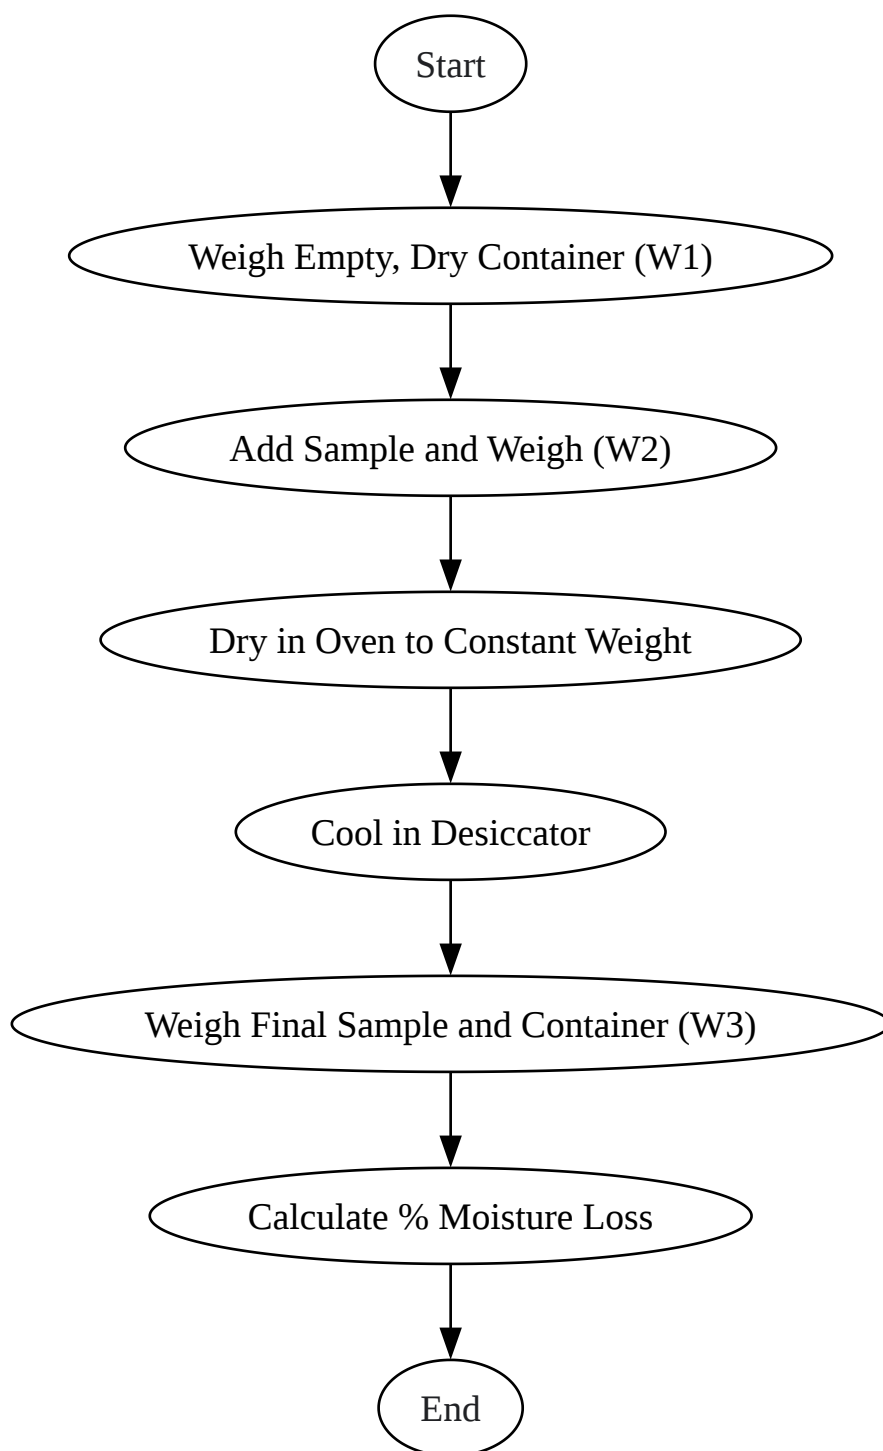 Start
Weigh Empty, Dry Container (W1)
Add Sample and Weigh (W2)
Dry in Oven to Constant Weight
Cool in Desiccator
Weigh Final Sample and Container (W3)
Calculate % Moisture Loss
End